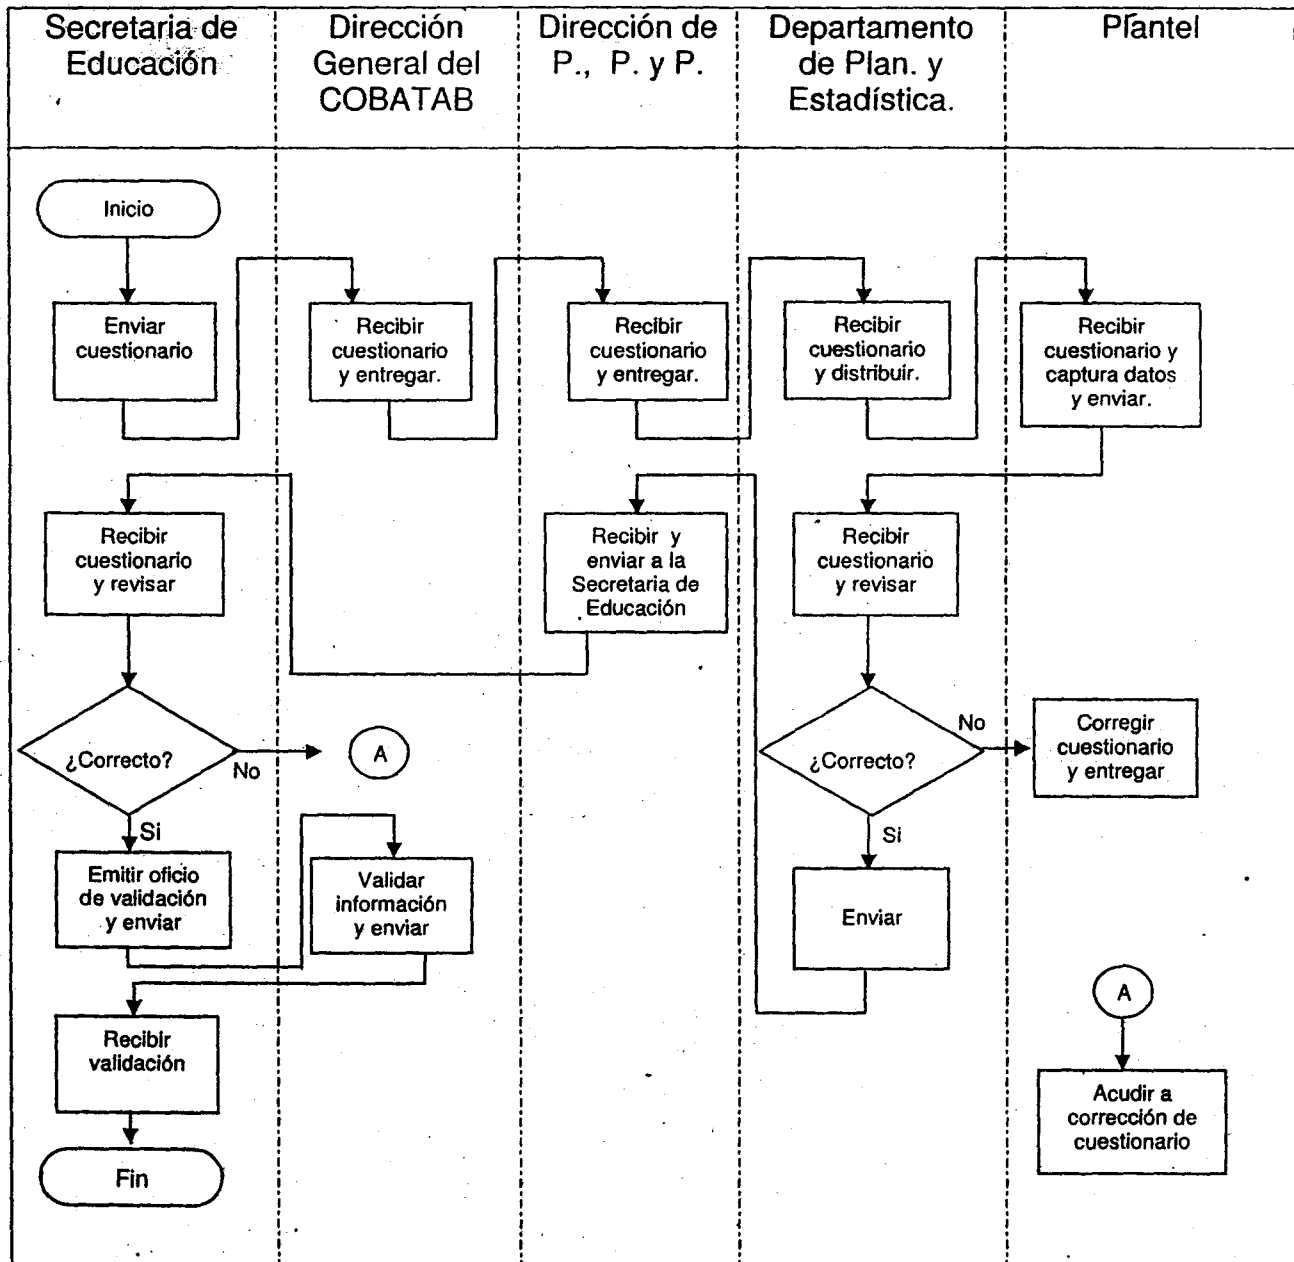 Secretaria de
Educación
Dirección
General del
COBATAB
Dirección de
P., P. y P.
Departamento
de Plan. y
Estadística.
Plantel
Inicio
Enviar
cuestionario
Recibir
cuestionario
y entregar.
Recibir
cuestionario
y entregar.
Recibir
cuestionario
y distribuir.
Recibir
cuestionario y
captura datos
y enviar.
Recibir
cuestionario
y revisar
Recibir y
enviar a la
Secretaria de
Educación
Recibir
cuestionario
y revisar
¿Correcto?
No
A
¿Correcto?
No
Corregir
cuestionario
y entregar
Si
Emitir oficio
de validación
y enviar
Validar
información
y enviar
Si
Enviar
Recibir
validación
A
Acudir a
corrección de
cuestionario
Fin